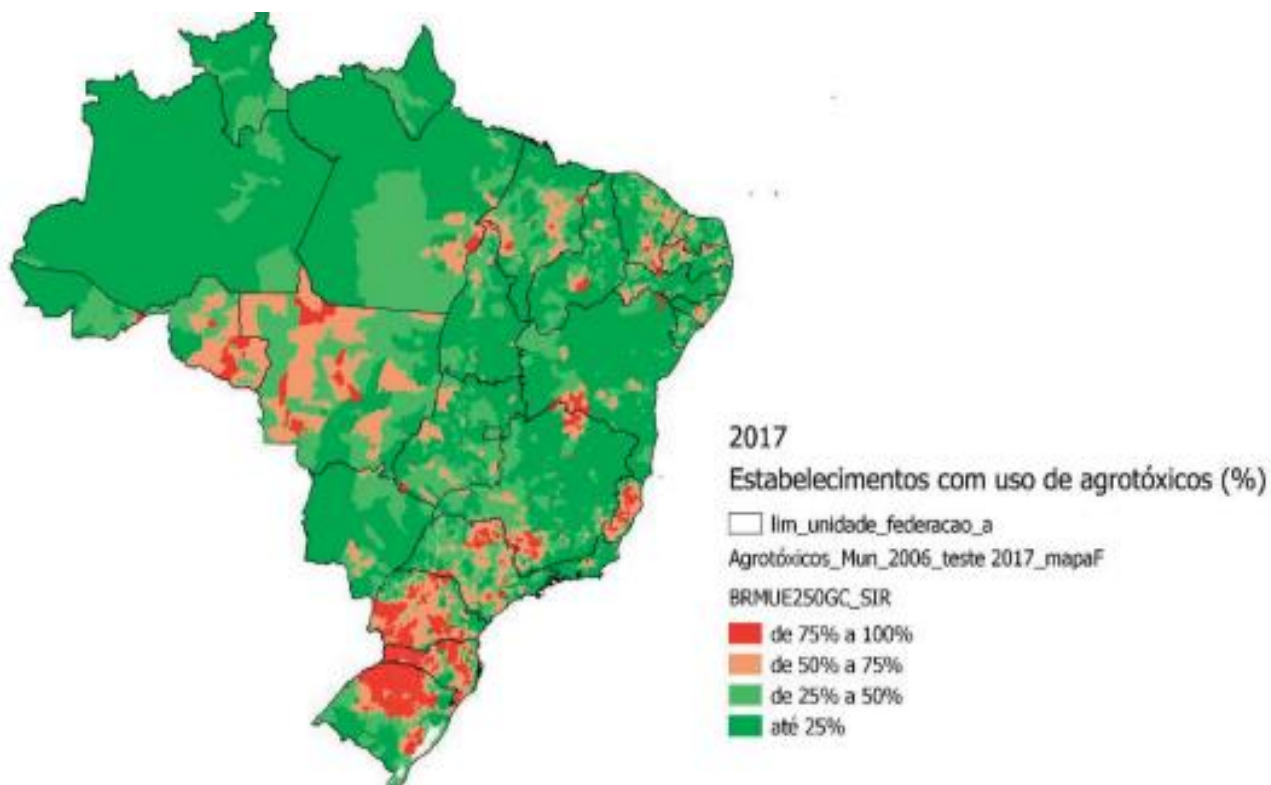 2017
Estabelecimentos com uso de agrotóxicos (%)
lim_unidade_federacao_a
Agrotóxicos_Mun_2006_teste 2017_mapaF
BRMUE250GC_SIR
de 75% a 100%
de 50% a 75%
de 25% a 50%
até 25%